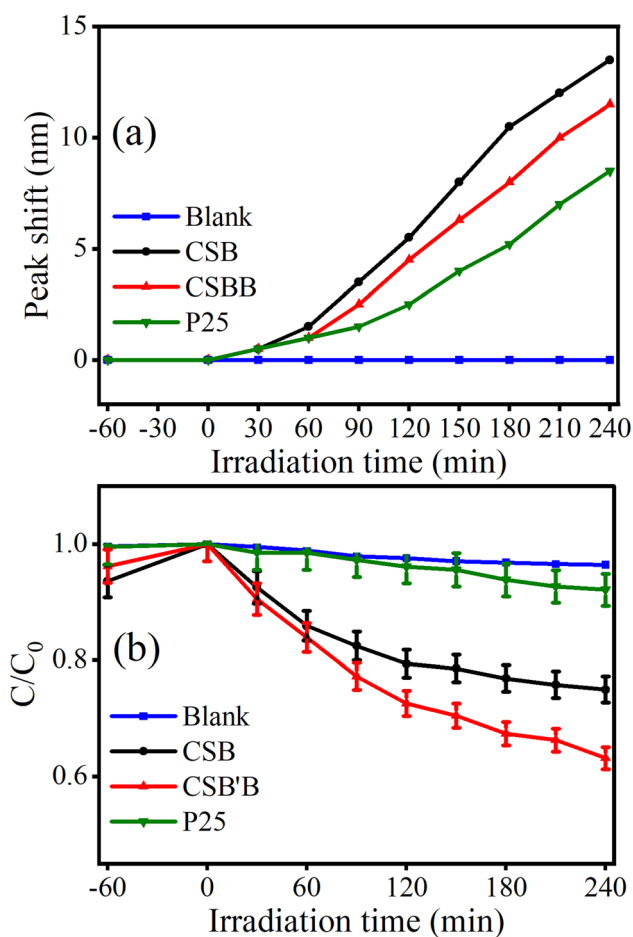 15
10
5
0
Peak shift (nm)
(a)
Blank
CSB
CSBB
P25
-60 -30 0 30 60 90 120 150 180 210 240
Irradiation time (min)
1.0
0.8
0.6
C/C0
(b)
Blank
CSB
CSB'B
P25
-60 0 60 120 180 240
Irradiation time (min)